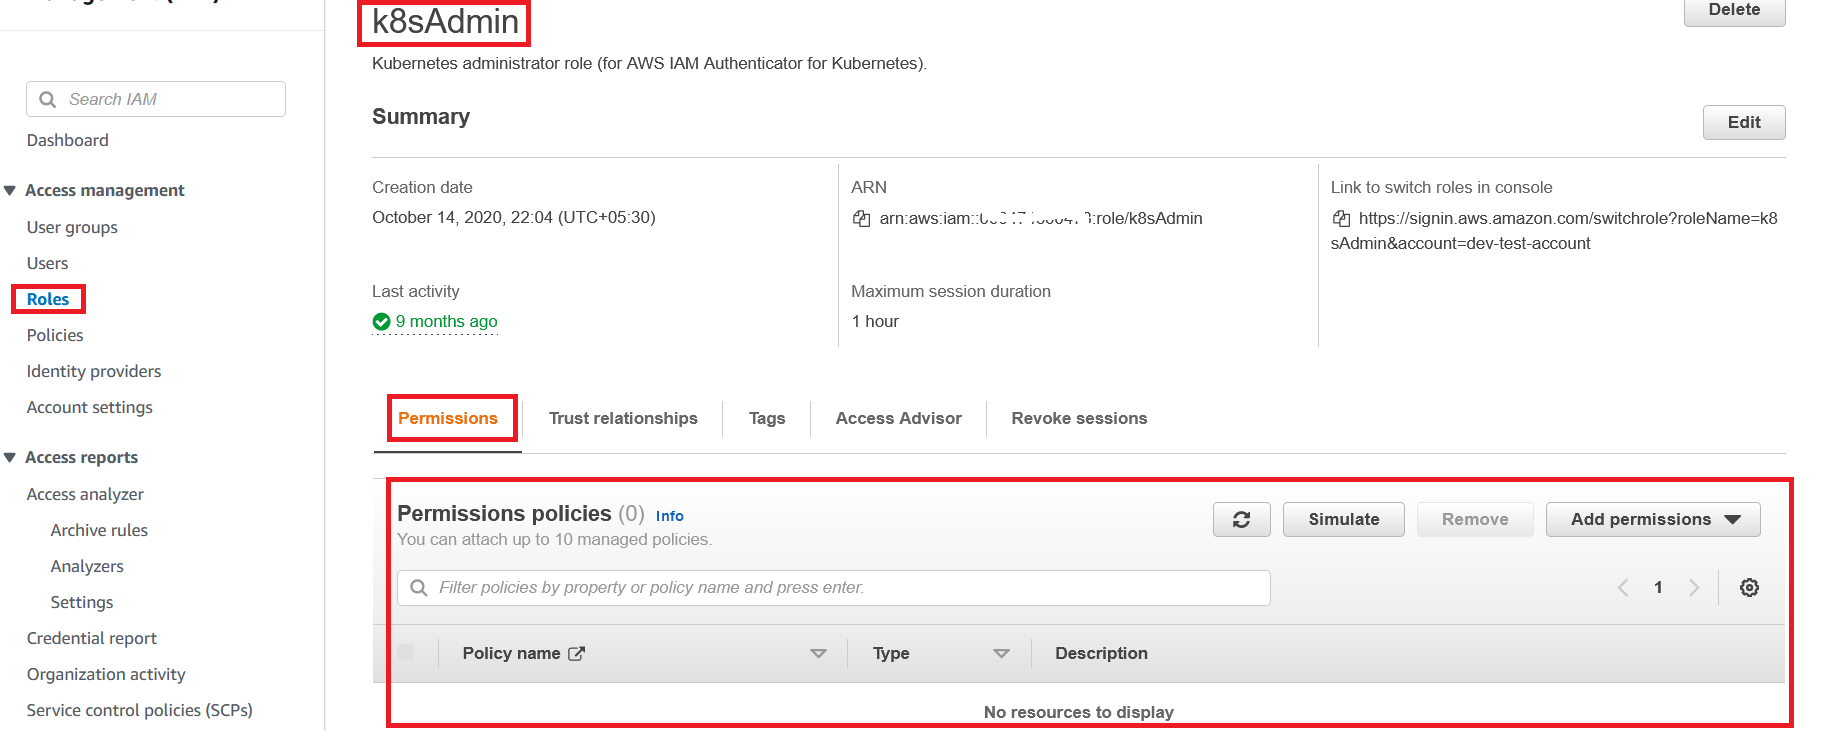 k8sAdmin
Delete
Kubernetes administrator role (for AWS IAM Authenticator for Kubernetes).
Search IAM
Dashboard
Access management
User groups
Users
Roles
Policies
Identity providers
Account settings
Access reports
Access analyzer
Archive rules
Analyzers
Settings
Credential report
Organization activity
Service control policies (SCPs)
Summary
Edit
Creation date
October 14, 2020, 22:04 (UTC+05:30)
ARN
arn:aws:iam:: :role/k8sAdmin
Link to switch roles in console
https://signin.aws.amazon.com/switchrole?roleName=k8
sAdmin&account=dev-test-account
Last activity
9 months ago
Maximum session duration
1 hour
Permissions
Trust relationships
Tags
Access Advisor
Revoke sessions
Permissions policies (0) Info
You can attach up to 10 managed policies.
Simulate
Remove
Add permissions
Filter policies by property or policy name and press enter.
1
Policy name
Type
Description
No resources to display